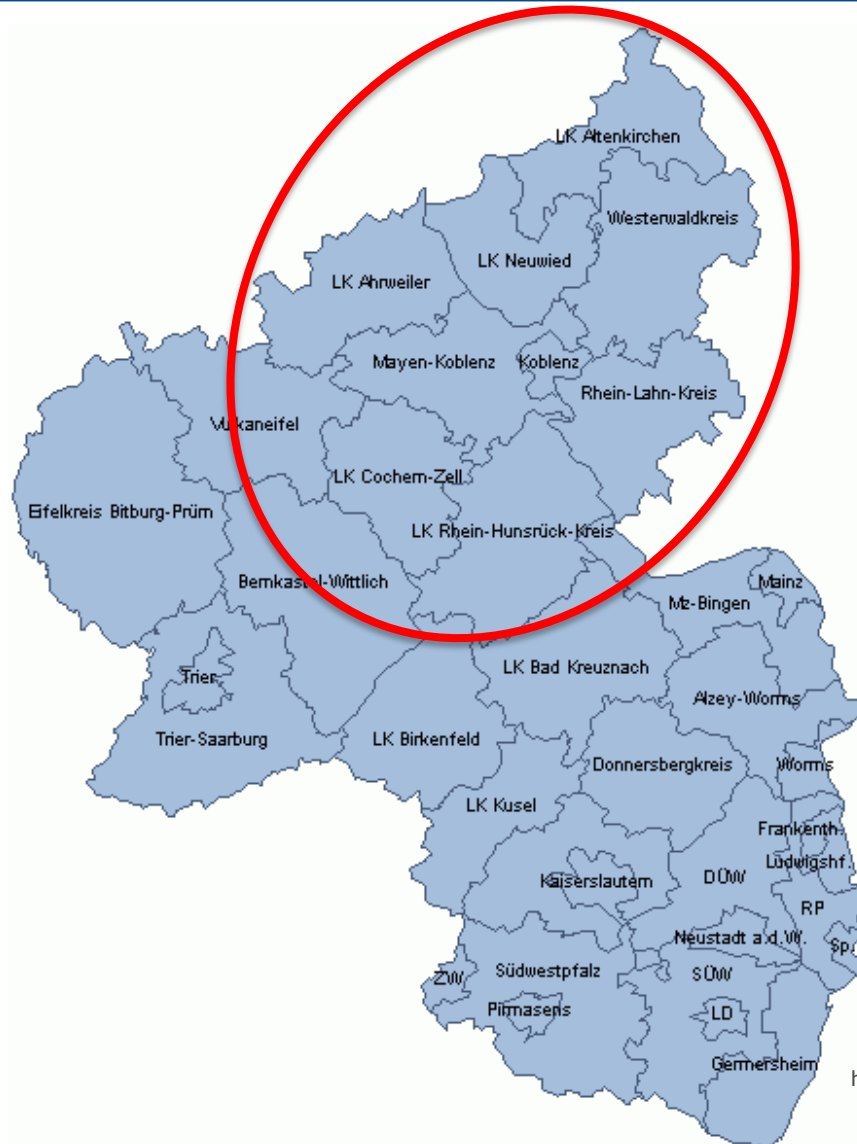 LK Altenkirchen
Westerwaldkreis
LK Neuwied
LK Ahrweiler
Mayen-Koblenz
Koblenz
Rhein-Lahn-Kreis
Vulkaneifel
LK Cochem-Zell
Eifelkreis Bitburg-Prüm
LK Rhein-Hunsrück-Kreis
Bernkastel-Wittlich
Mainz
Mz-Bingen
LK Bad Kreuznach
Trier
Alzey-Worms
Trier-Saarburg
LK Birkenfeld
Donnersbergkreis
Worms
LK Kusel
Frankenth.
Ludwigshf.
Kaiserslautern
DÜW
RP
Neustadt a.d.W.
Sp.
ZW
Südwestpfalz
SÜW
Pirmasens
LD
Germersheim
h